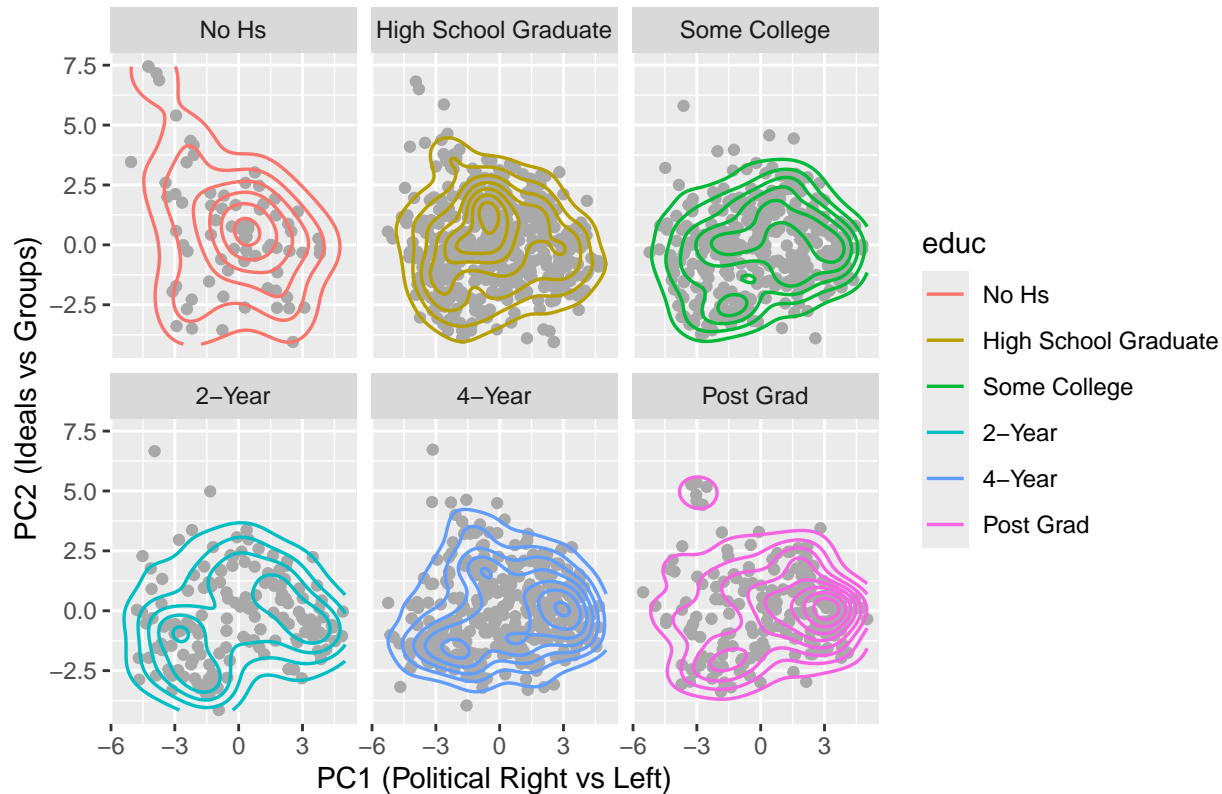 No Hs
High School Graduate
Some College
7.5
5.0
2.5
0.0
−2.5
2−Year
4−Year
Post Grad
7.5
5.0
2.5
0.0
−2.5
−6 −3 0 3
−6 −3 0 3
−6 −3 0 3
PC1 (Political Right vs Left)
PC2 (Ideals vs Groups)
educ
No Hs
High School Graduate
Some College
2−Year
4−Year
Post Grad